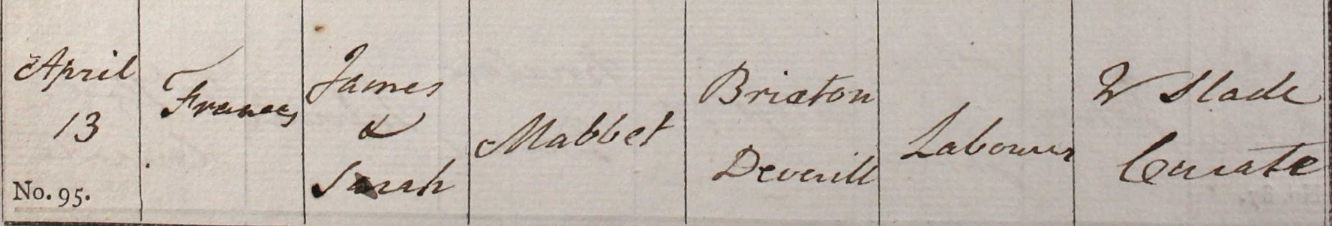 April
13
No. 95.
Frances
James
&
Sarah
Mabbet
Brixton
Deverill
Labourer
W Slade
Curate